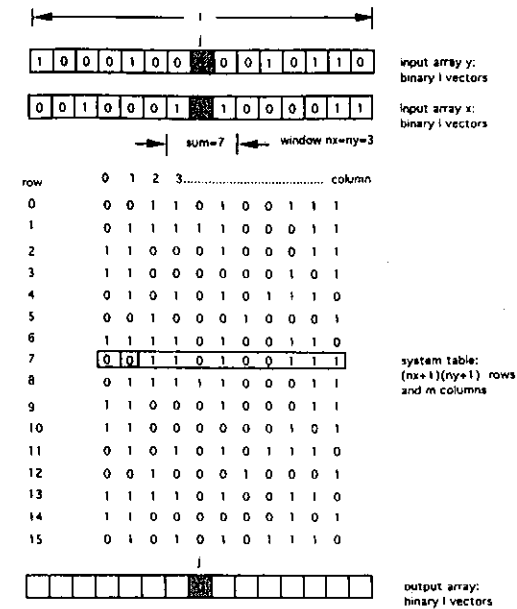 l
j
1 0 0 0 1 0 0 0 0 1 0 1 1 0 input array y:
binary l vectors
0 0 1 0 0 0 1 1 0 0 0 0 1 1 input array x:
binary l vectors
sum=7 window nx=ny=3
row 0 1 2 3.............................. column
0 0 0 1 1 0 1 0 0 1 1 1
1 0 1 1 1 1 1 0 0 0 1 1
2 1 1 0 0 0 1 0 0 0 1 1
3 1 1 0 0 0 0 0 0 1 0 1
4 0 1 0 1 0 1 0 1 1 1 0
5 0 0 1 0 0 0 1 0 0 0 1
6 1 1 1 1 0 1 0 0 1 1 0
7 0 0 1 1 0 1 0 0 1 1 1 system table:
(nx+1)(ny+1) rows
8 0 1 1 1 1 1 0 0 0 1 1 and m columns
9 1 1 0 0 0 1 0 0 0 1 1
10 1 1 0 0 0 0 0 0 1 0 1
11 0 1 0 1 0 1 0 1 1 1 0
12 0 0 1 0 0 0 1 0 0 0 1
13 1 1 1 1 0 1 0 0 1 1 0
14 1 1 0 0 0 0 0 0 1 0 1
15 0 1 0 1 0 1 0 1 1 1 0
j
output array:
binary l vectors